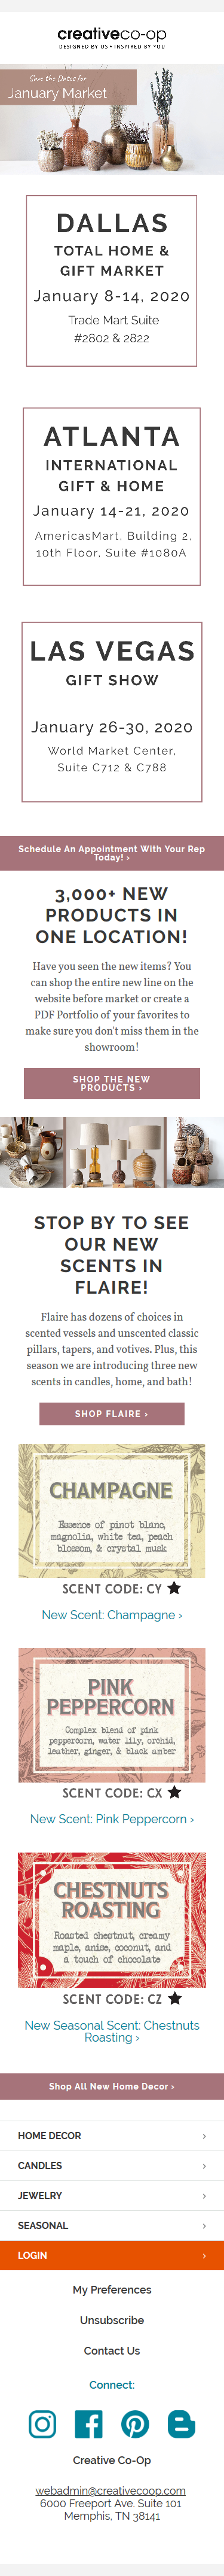 creativeco-op
DESIGNED BY US • INSPIRED BY YOU
Save the Dates for
January Market
DALLAS
TOTAL HOME &
GIFT MARKET
January 8-14, 2020
Trade Mart Suite
#2802 & 2822
ATLANTA
INTERNATIONAL
GIFT & HOME
January 14-21, 2020
AmericasMart, Building 2,
10th Floor, Suite #1080A
LAS VEGAS
GIFT SHOW
January 26-30, 2020
World Market Center,
Suite C712 & C788
Schedule An Appointment With Your Rep
Today! ›
3,000+ NEW
PRODUCTS IN
ONE LOCATION!
Have you seen the new items? You
can shop the entire new line on the
website before market or create a
PDF Portfolio of your favorites to
make sure you don't miss them in the
showroom!
SHOP THE NEW
PRODUCTS ›
STOP BY TO SEE
OUR NEW
SCENTS IN
FLAIRE!
Flaire has dozens of choices in
scented vessels and unscented classic
pillars, tapers, and votives. Plus, this
season we are introducing three new
scents in candles, home, and bath!
SHOP FLAIRE ›
CHAMPAGNE
Essence of pinot blanc,
magnolia, white tea, peach
blossom, & crystal musk
SCENT CODE: CY ★
New Scent: Champagne ›
PINK
PEPPERCORN
Complex blend of pink
peppercorn, water lily, orchid,
leather, ginger, & black amber
SCENT CODE: CX ★
New Scent: Pink Peppercorn ›
CHESTNUTS
ROASTING
Roasted chestnut, creamy
maple, anise, coconut, and
a touch of chocolate
SCENT CODE: CZ ★
New Seasonal Scent: Chestnuts
Roasting ›
Shop All New Home Decor ›
HOME DECOR ›
CANDLES ›
JEWELRY ›
SEASONAL ›
LOGIN ›
My Preferences
Unsubscribe
Contact Us
Connect:
Creative Co-Op
webadmin@creativecoop.com
6000 Freeport Ave. Suite 101
Memphis, TN 38141